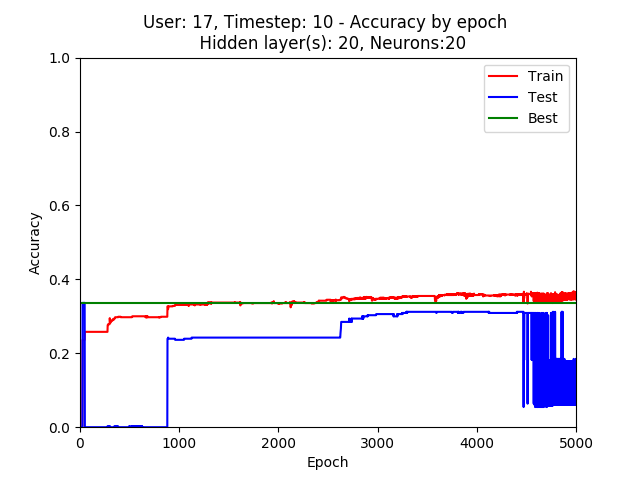 User: 17, Timestep: 10 - Accuracy by epoch
Hidden layer(s): 20, Neurons:20
1.0
0.8
0.6
0.4
0.2
0.0
Accuracy
Train
Test
Best
0 1000 2000 3000 4000 5000
Epoch